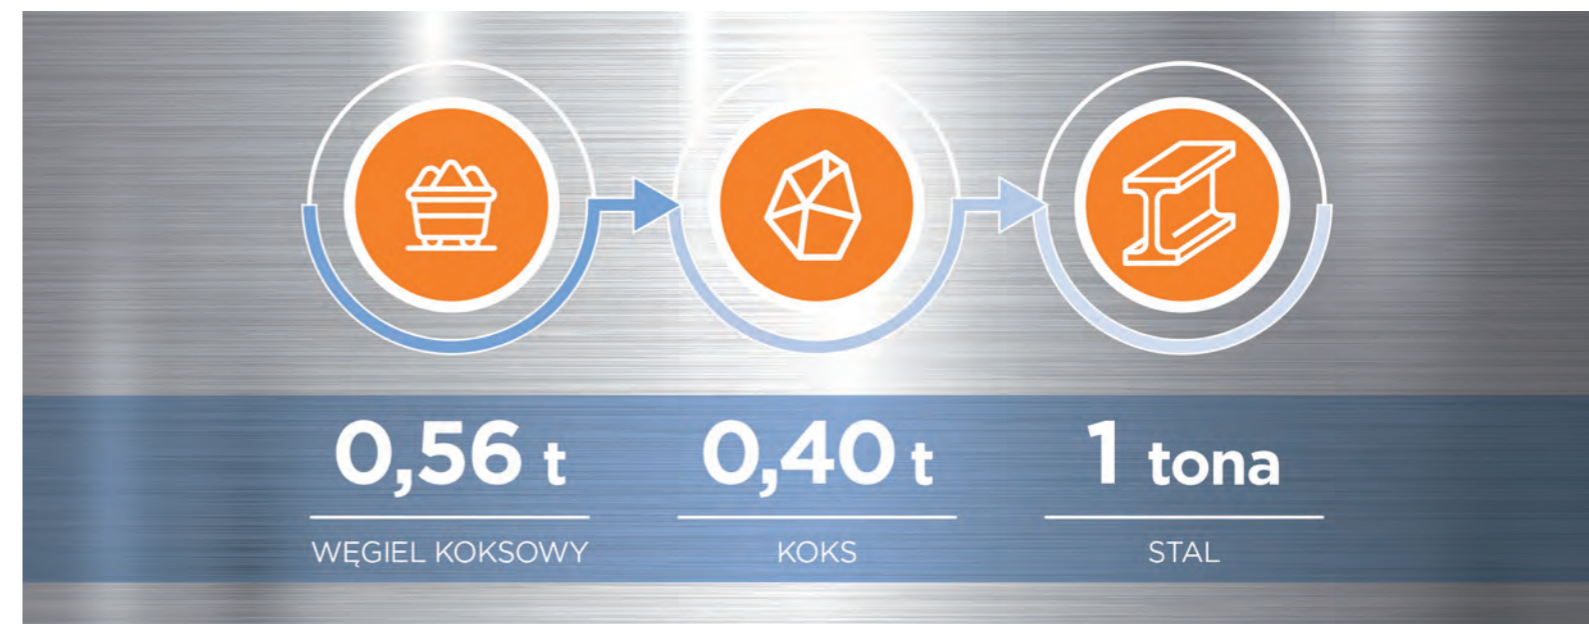 0,56 t
WĘGIEL KOKSOWY
0,40 t
KOKS
1 tona
STAL